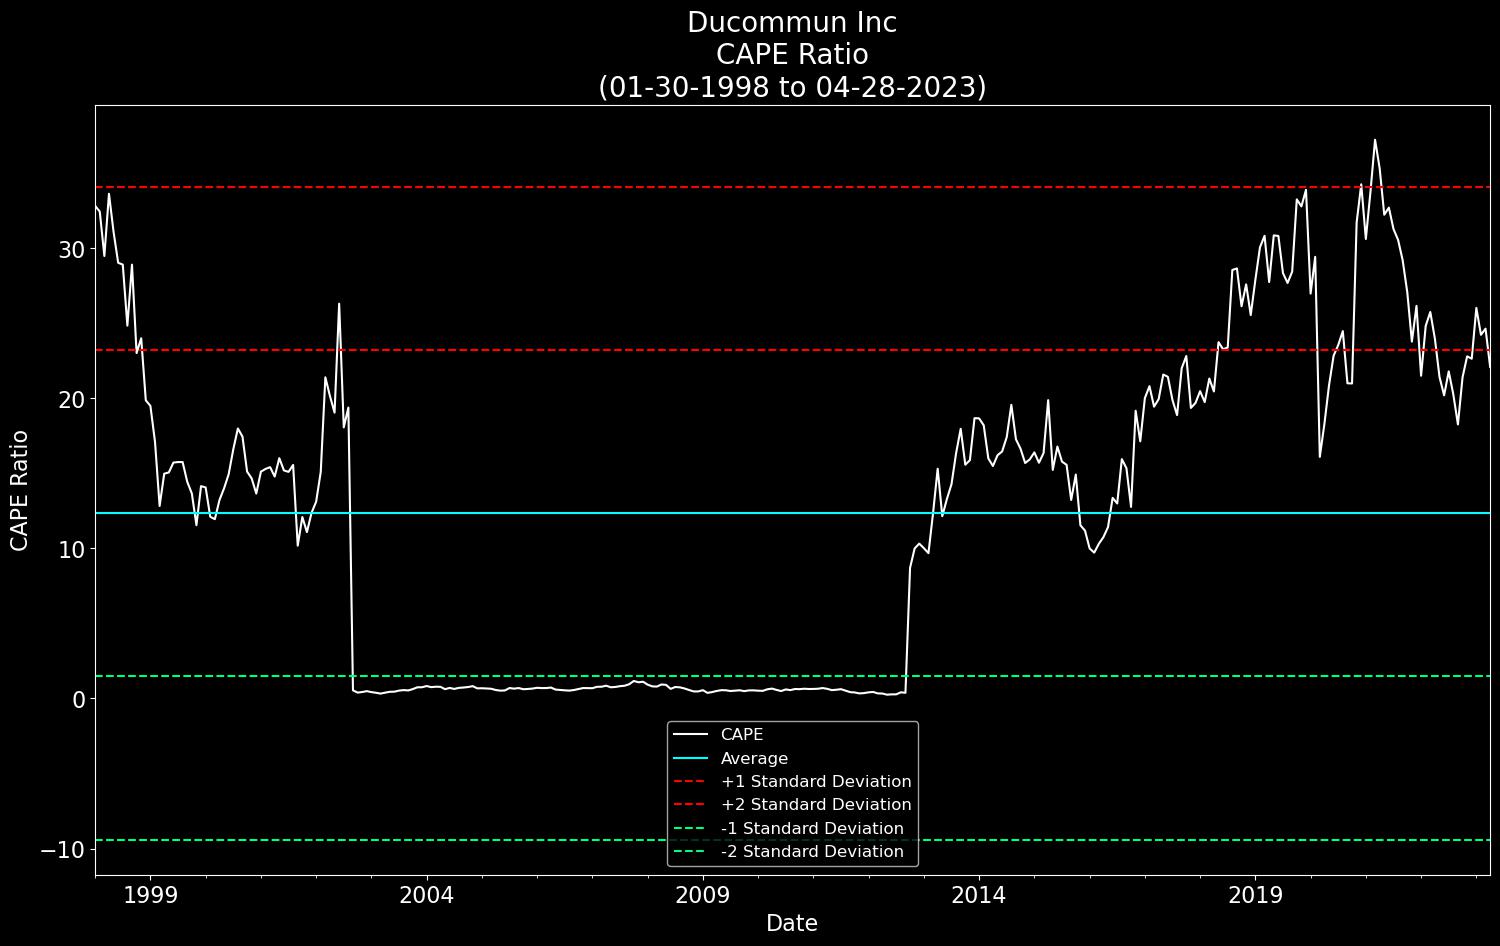 Ducommun Inc
CAPE Ratio
(01-30-1998 to 04-28-2023)
CAPE Ratio
30
20
10
0
−10
CAPE
Average
+1 Standard Deviation
+2 Standard Deviation
-1 Standard Deviation
-2 Standard Deviation
1999 2004 2009 2014 2019
Date